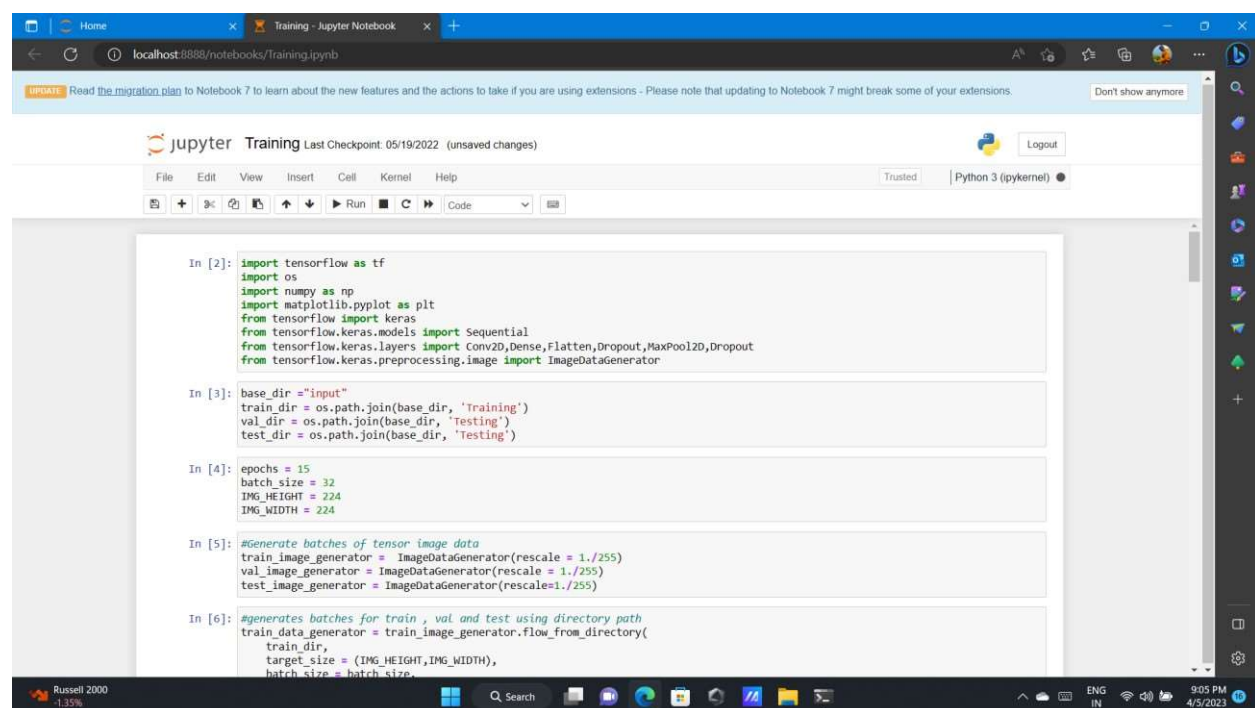 Home
Training - Jupyter Notebook
localhost:8888/notebooks/Training.ipynb
UPDATE Read the migration plan to Notebook 7 to learn about the new features and the actions to take if you are using extensions - Please note that updating to Notebook 7 might break some of your extensions.
Don't show anymore
jupyter Training Last Checkpoint: 05/19/2022 (unsaved changes)
Logout
File Edit View Insert Cell Kernel Help
Trusted Python 3 (ipykernel)
Run Code
In [2]: import tensorflow as tf
import os
import numpy as np
import matplotlib.pyplot as plt
from tensorflow import keras
from tensorflow.keras.models import Sequential
from tensorflow.keras.layers import Conv2D,Dense,Flatten,Dropout,MaxPool2D,Dropout
from tensorflow.keras.preprocessing.image import ImageDataGenerator
In [3]: base_dir ="input"
train_dir = os.path.join(base_dir, 'Training')
val_dir = os.path.join(base_dir, 'Testing')
test_dir = os.path.join(base_dir, 'Testing')
In [4]: epochs = 15
batch_size = 32
IMG_HEIGHT = 224
IMG_WIDTH = 224
In [5]: #Generate batches of tensor image data
train_image_generator = ImageDataGenerator(rescale = 1./255)
val_image_generator = ImageDataGenerator(rescale = 1./255)
test_image_generator = ImageDataGenerator(rescale=1./255)
In [6]: #generates batches for train , val and test using directory path
train_data_generator = train_image_generator.flow_from_directory(
train_dir,
target_size = (IMG_HEIGHT,IMG_WIDTH),
batch_size = batch_size,
Russell 2000
-1.35%
Search
ENG
IN
9:05 PM
4/5/2023
16